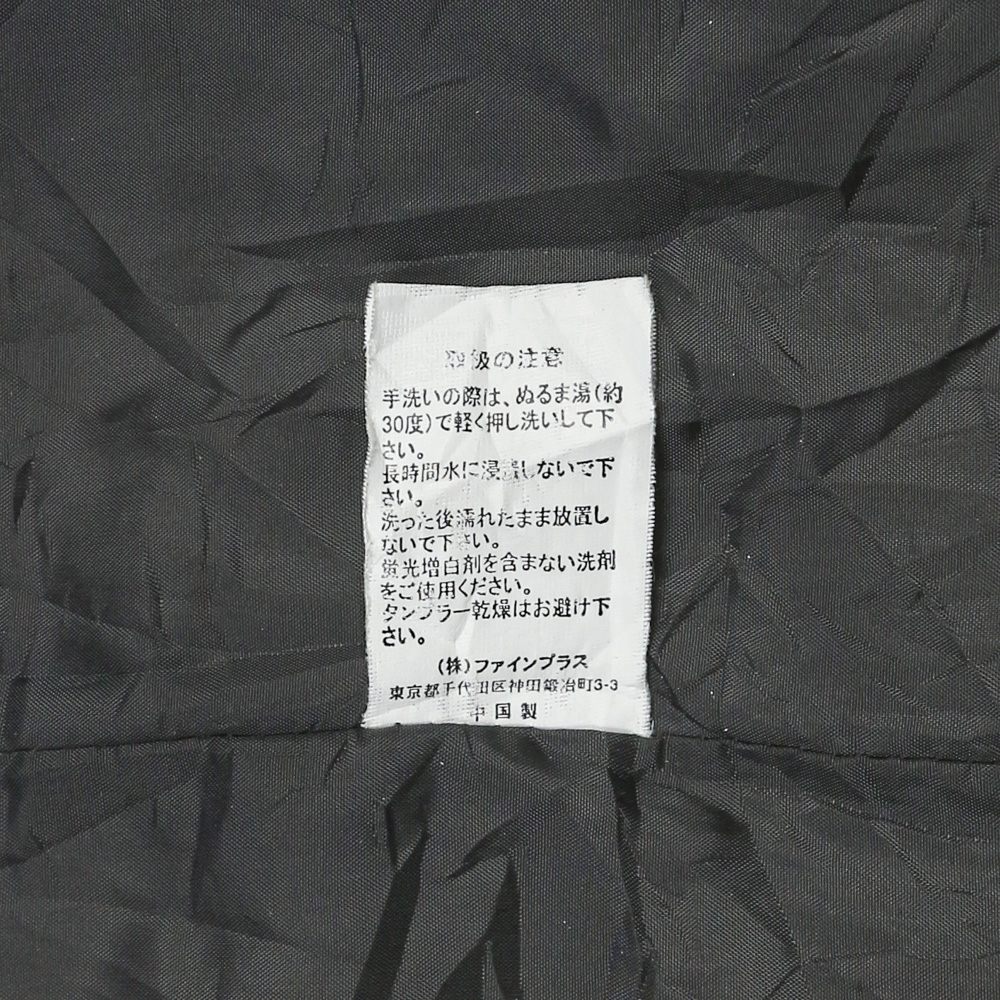 取扱の注意
手洗いの際は、ぬるま湯(約
30度)で軽く押し洗いして下
さい。
長時間水に浸漬しないで下
さい。
洗った後濡れたまま放置し
ないで下さい。
蛍光増白剤を含まない洗剤
をご使用ください。
タンブラー乾燥はお避け下
さい。
(株)ファインプラス
東京都千代田区神田鍛冶町3-3
中国製